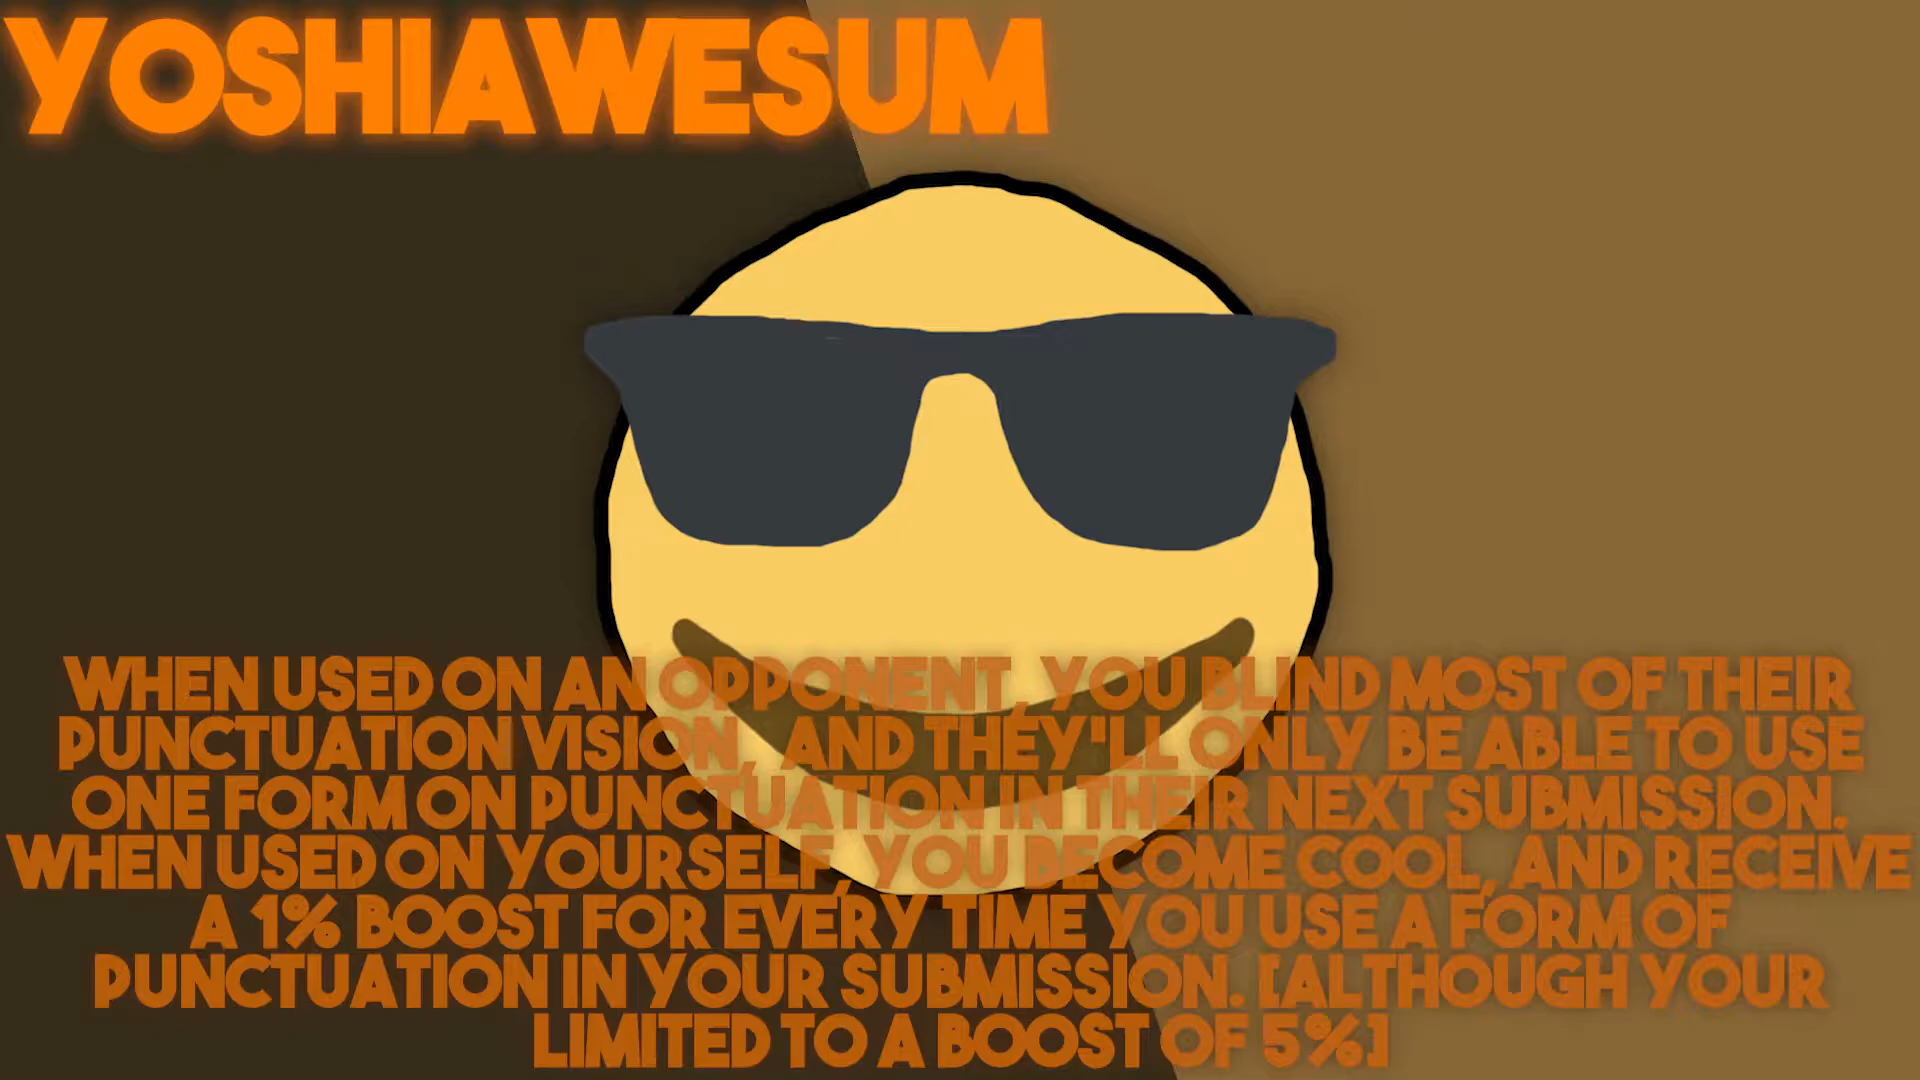 YOSHIAWESUM
WHEN USED ON AN OPPONENT, YOU BLIND MOST OF THEIR
PUNCTUATION VISION, AND THEY'LL ONLY BE ABLE TO USE
ONE FORM ON PUNCTUATION IN THEIR NEXT SUBMISSION.
WHEN USED ON YOURSELF, YOU BECOME COOL, AND RECEIVE
A 1% BOOST FOR EVERY TIME YOU USE A FORM OF
PUNCTUATION IN YOUR SUBMISSION. [ALTHOUGH YOUR
LIMITED TO A BOOST OF 5%]